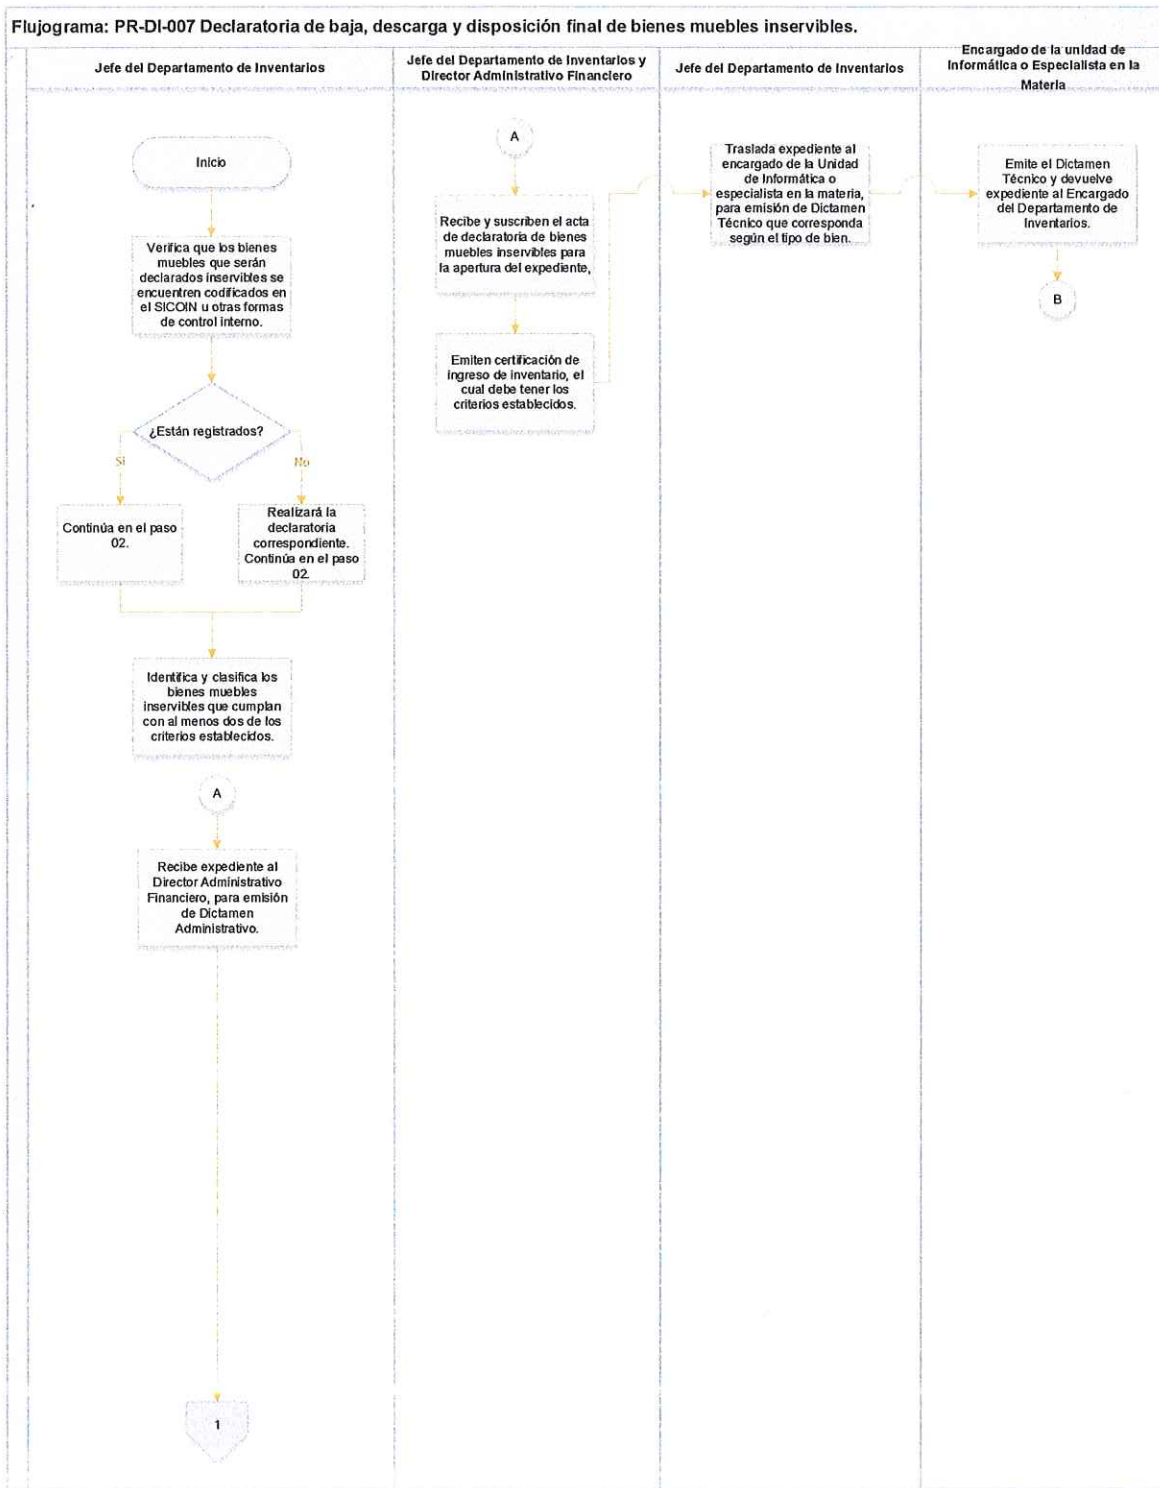 Flujograma: PR-DI-007 Declaratoria de baja, descarga y disposición final de bienes muebles inservibles.
Jefe del Departamento de Inventarios
Jefe del Departamento de Inventarios y
Director Administrativo Financiero
Jefe del Departamento de Inventarios
Encargado de la unidad de
Informática o Especialista en la
Materia
Inicio
Verifica que los bienes
muebles que serán
declarados inservibles se
encuentren codificados en
el SICOIN u otras formas
de control interno.
¿Están registrados?
Si
No
Continúa en el paso
02.
Realizará la
declaratoria
correspondiente.
Continúa en el paso
02.
Identifica y clasifica los
bienes muebles
inservibles que cumplan
con al menos dos de los
criterios establecidos.
A
Recibe expediente al
Director Administrativo
Financiero, para emisión
de Dictamen
Administrativo.
1
A
Recibe y suscriben el acta
de declaratoria de bienes
muebles inservibles para
la apertura del expediente,
Emiten certificación de
ingreso de inventario, el
cual debe tener los
criterios establecidos.
Traslada expediente al
encargado de la Unidad
de Informática o
especialista en la materia,
para emisión de Dictamen
Técnico que corresponda
según el tipo de bien.
Emite el Dictamen
Técnico y devuelve
expediente al Encargado
del Departamento de
Inventarios.
B